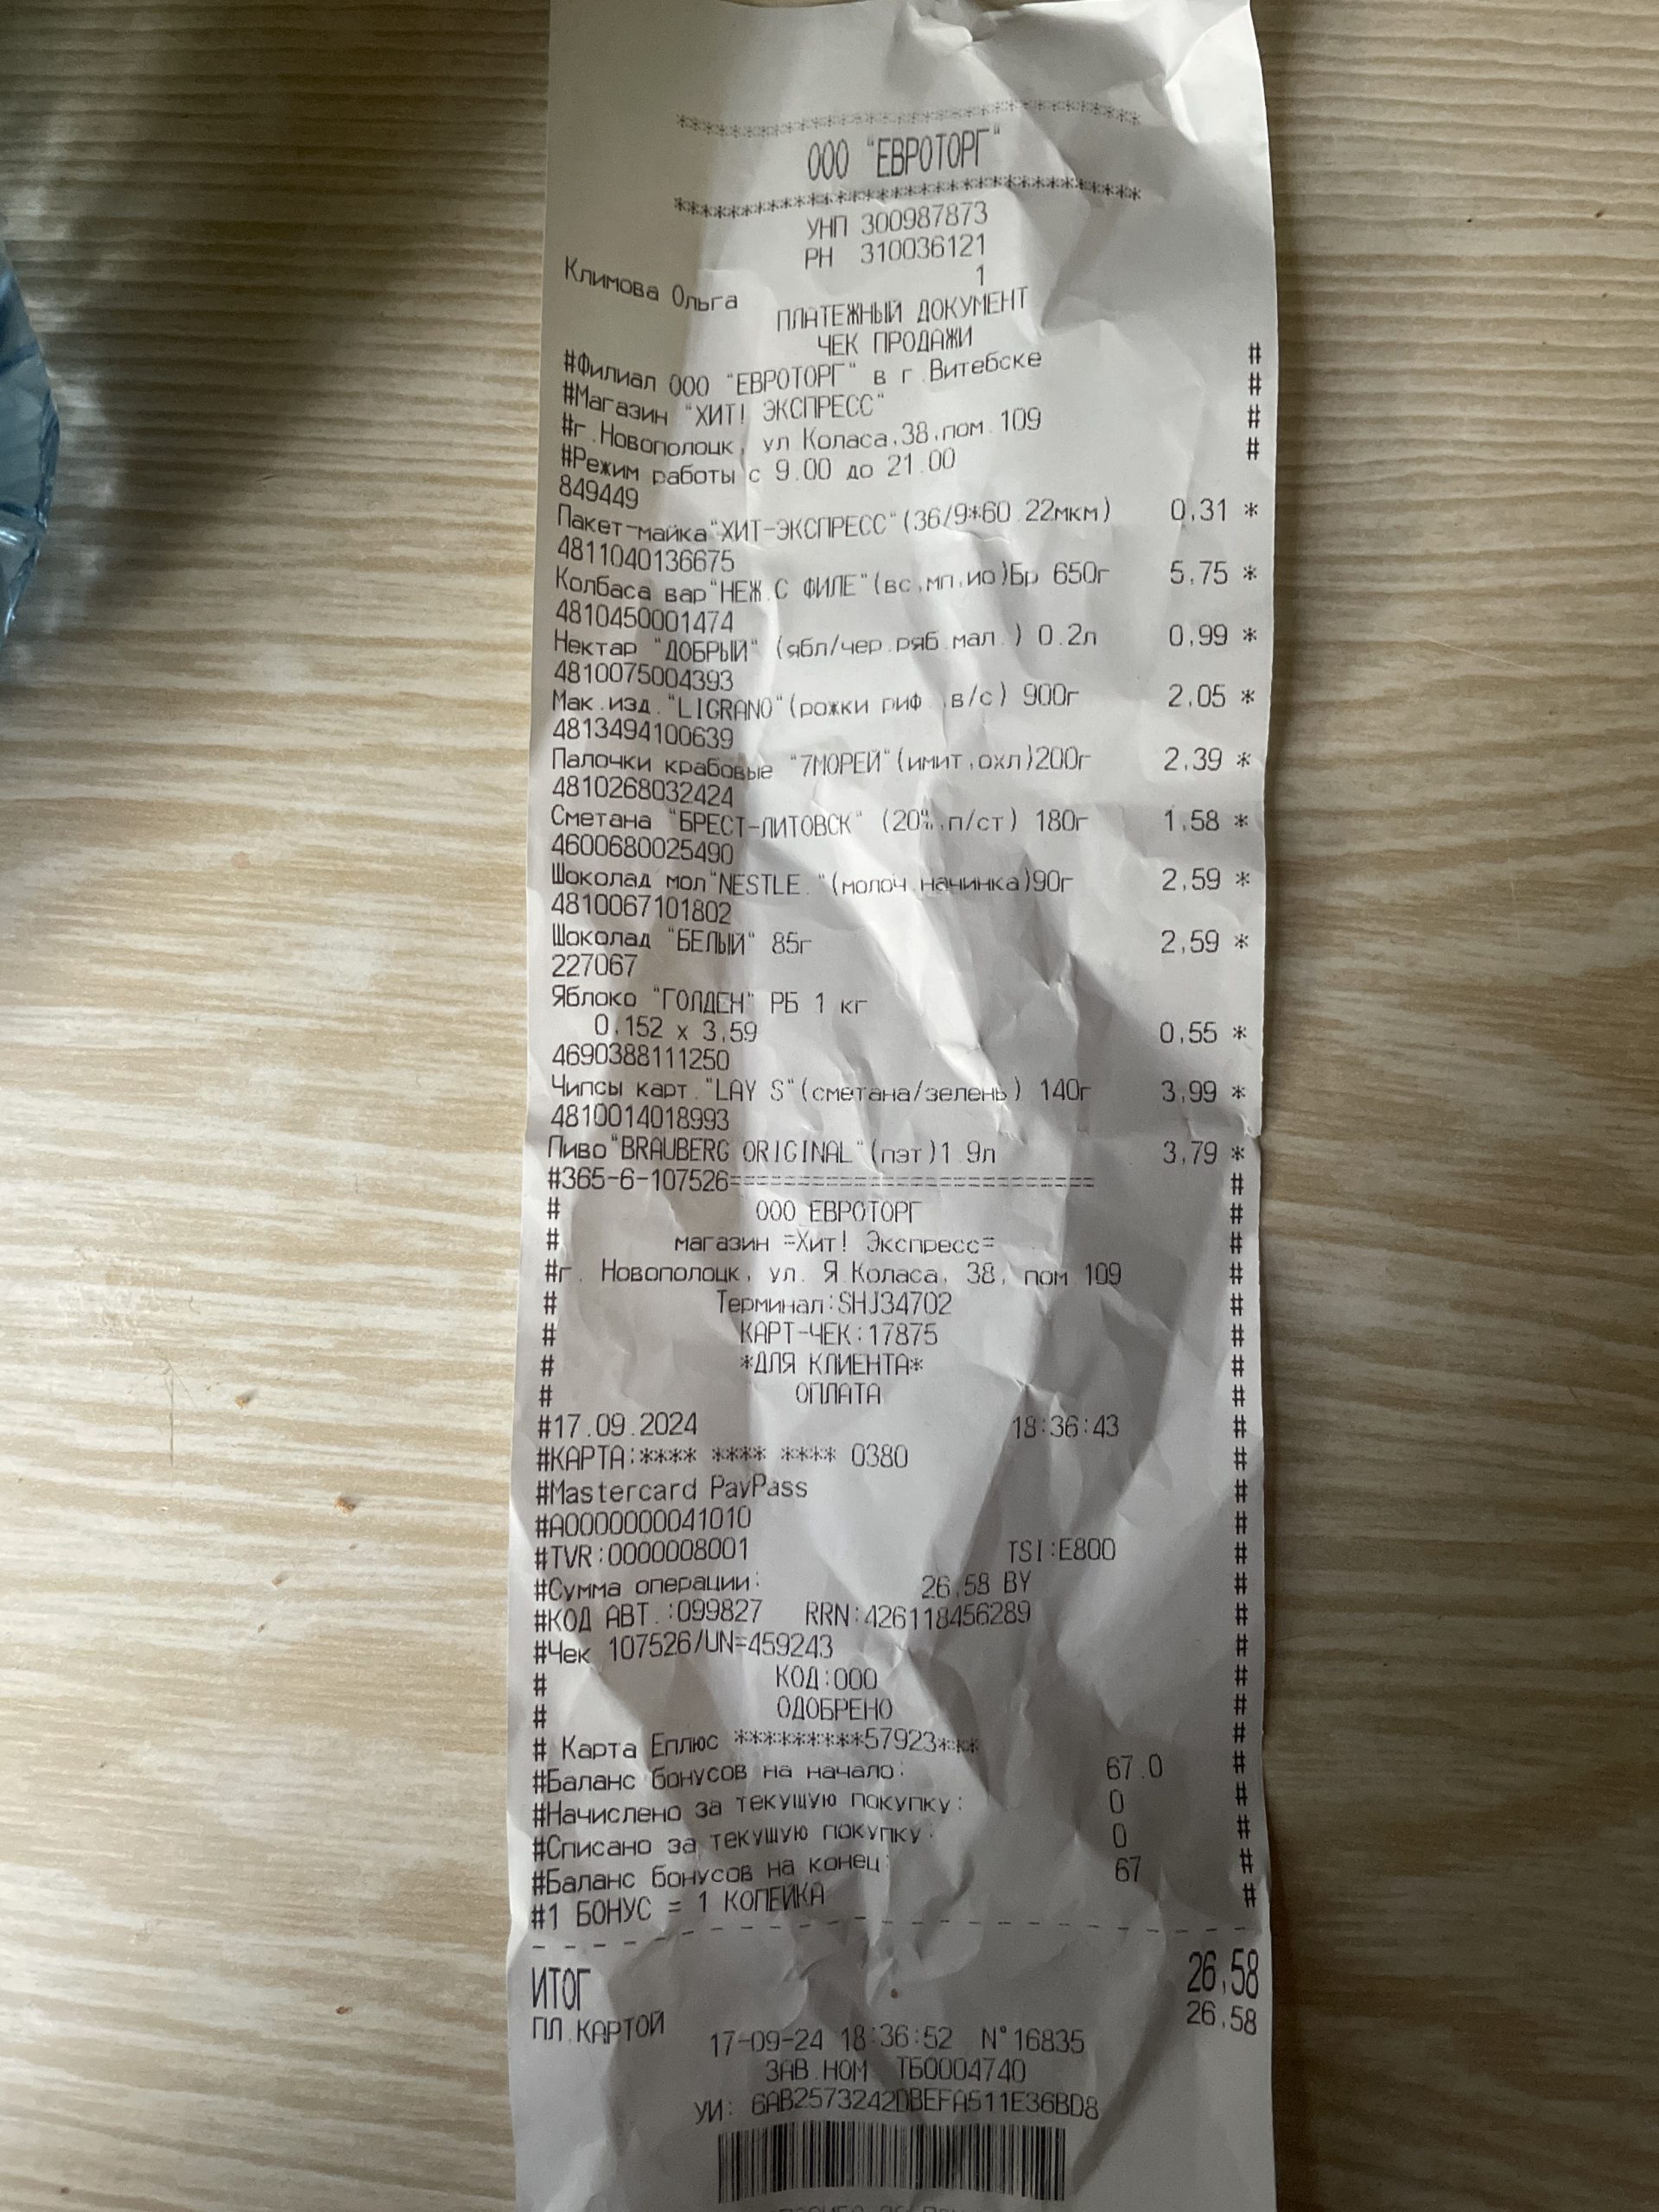 ********************************
ООО "ЕВРОТОРГ"
********************************
УНП 300987873
РН 310036121
Климова Ольга 1
ПЛАТЕЖНЫЙ ДОКУМЕНТ
ЧЕК ПРОДАЖИ
#Филиал ООО "ЕВРОТОРГ" в г.Витебске #
#Магазин "ХИТ! ЭКСПРЕСС" #
#г.Новополоцк, ул Коласа,38,пом.109 #
#Режим работы с 9.00 до 21.00 #
849449
Пакет-майка"ХИТ-ЭКСПРЕСС"(36/9*60 22мкм) 0,31 *
4811040136675
Колбаса вар"НЕЖ.С ФИЛЕ"(вс,мп,ио)Бр 650г 5,75 *
4810450001474
Нектар "ДОБРЫЙ" (ябл/чер.ряб.мал.) 0.2л 0,99 *
4810075004393
Мак.изд."LIGRANO"(рожки риф.,в/с) 900г 2,05 *
4813494100639
Палочки крабовые "7МОРЕЙ"(имит,охл)200г 2,39 *
4810268032424
Сметана "БРЕСТ-ЛИТОВСК" (20%,п/ст) 180г 1,58 *
4600680025490
Шоколад мол"NESTLE."(молоч.начинка)90г 2,59 *
4810067101802
Шоколад "БЕЛЫЙ" 85г 2,59 *
227067
Яблоко "ГОЛДЕН" РБ 1 кг
0,152 x 3,59 0,55 *
4690388111250
Чипсы карт."LAY S"(сметана/зелень) 140г 3,99 *
4810014018993
Пиво"BRAUBERG ORIGINAL"(пэт)1.9л 3,79 *
#365-6-107526========================== #
# ООО ЕВРОТОРГ #
# магазин =Хит! Экспресс= #
#г. Новополоцк, ул. Я.Коласа, 38, пом.109 #
# Терминал:SHJ34702 #
# КАРТ-ЧЕК:17875 #
# *ДЛЯ КЛИЕНТА* #
# ОПЛАТА #
#17.09.2024 18:36:43 #
#КАРТА:**** **** **** 0380 #
#Mastercard PayPass #
#A0000000041010 #
#TVR:0000008001 TSI:E800 #
#Сумма операции: 26.58 BY #
#КОД АВТ.:099827 RRN:426118456289 #
#Чек 107526/UN=459243 #
# КОД:000 #
# ОДОБРЕНО #
# Карта Еплюс *********57923*** #
#Баланс бонусов на начало: 67.0 #
#Начислено за текущую покупку: 0 #
#Списано за текущую покупку: 0 #
#Баланс бонусов на конец: 67 #
#1 БОНУС = 1 КОПЕЙКА #
ИТОГ 26,58
ПЛ.КАРТОЙ 26,58
17-09-24 18:36:52 N°16835
ЗАВ.НОМ ТБ0004740
УИ: 6AB2573242DBEFA511E36BD8